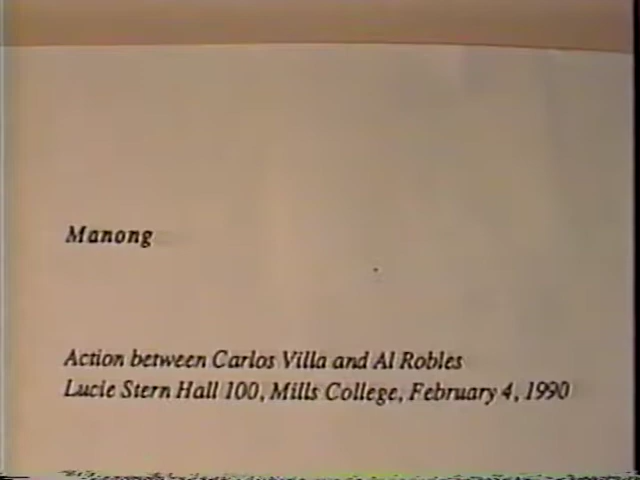 Manong
Action between Carlos Villa and Al Robles
Lucie Stern Hall 100, Mills College, February 4, 1990